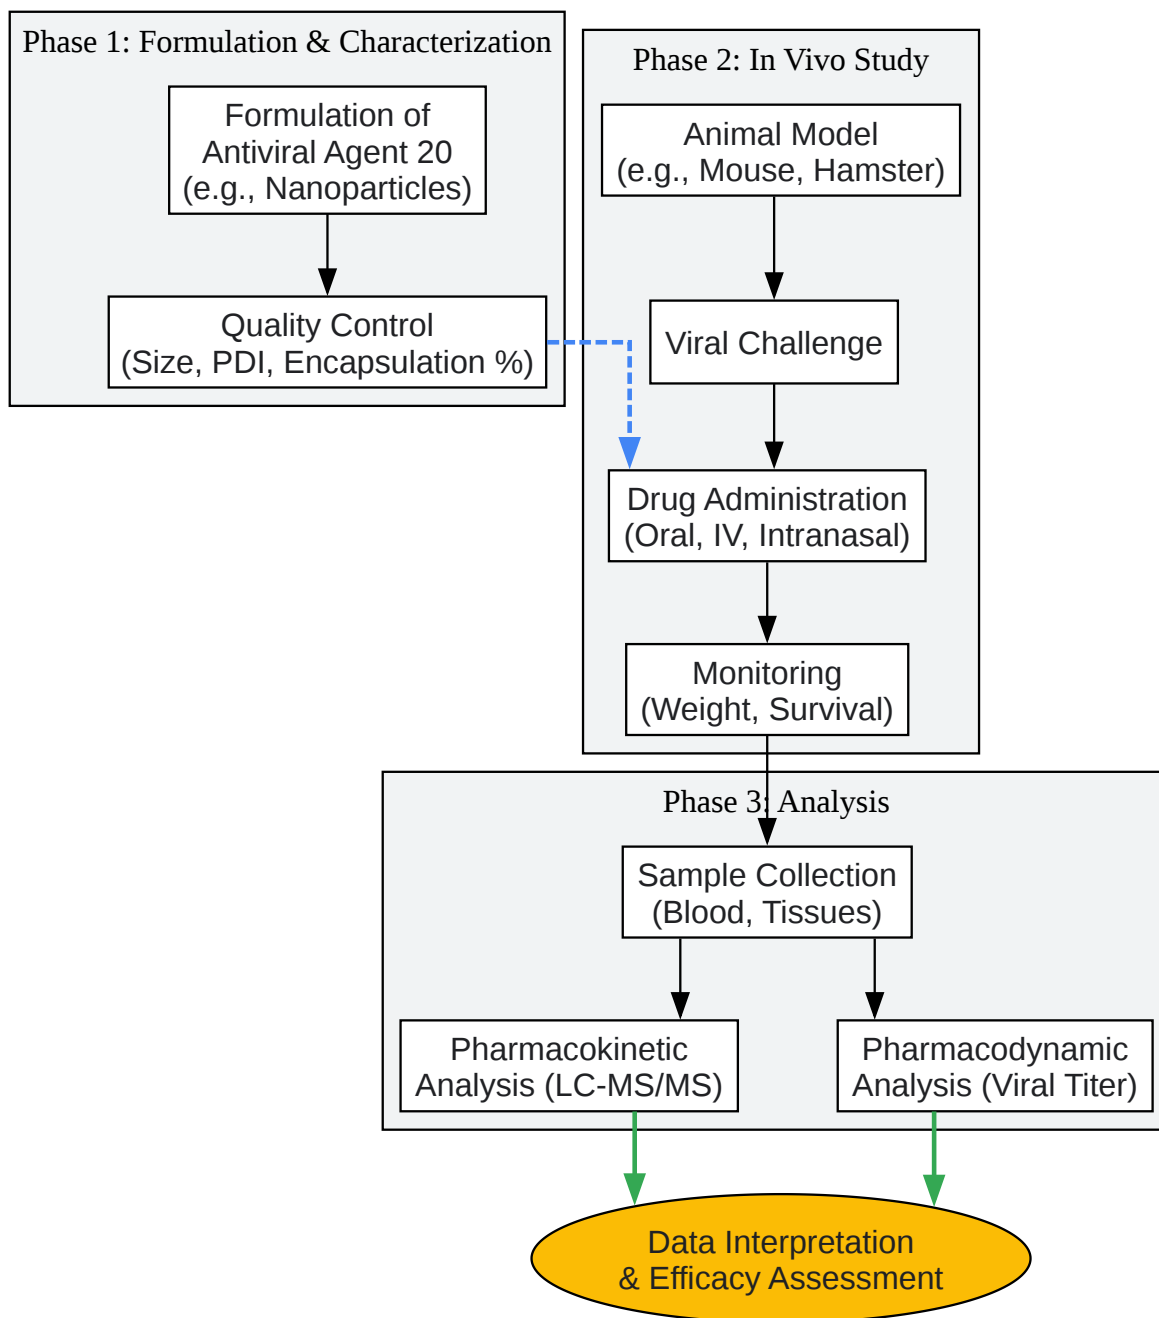 Phase 1: Formulation & Characterization
Formulation of
Antiviral Agent 20
(e.g., Nanoparticles)
Quality Control
(Size, PDI, Encapsulation %)
Phase 2: In Vivo Study
Animal Model
(e.g., Mouse, Hamster)
Viral Challenge
Drug Administration
(Oral, IV, Intranasal)
Monitoring
(Weight, Survival)
Phase 3: Analysis
Sample Collection
(Blood, Tissues)
Pharmacokinetic
Analysis (LC-MS/MS)
Pharmacodynamic
Analysis (Viral Titer)
Data Interpretation
& Efficacy Assessment